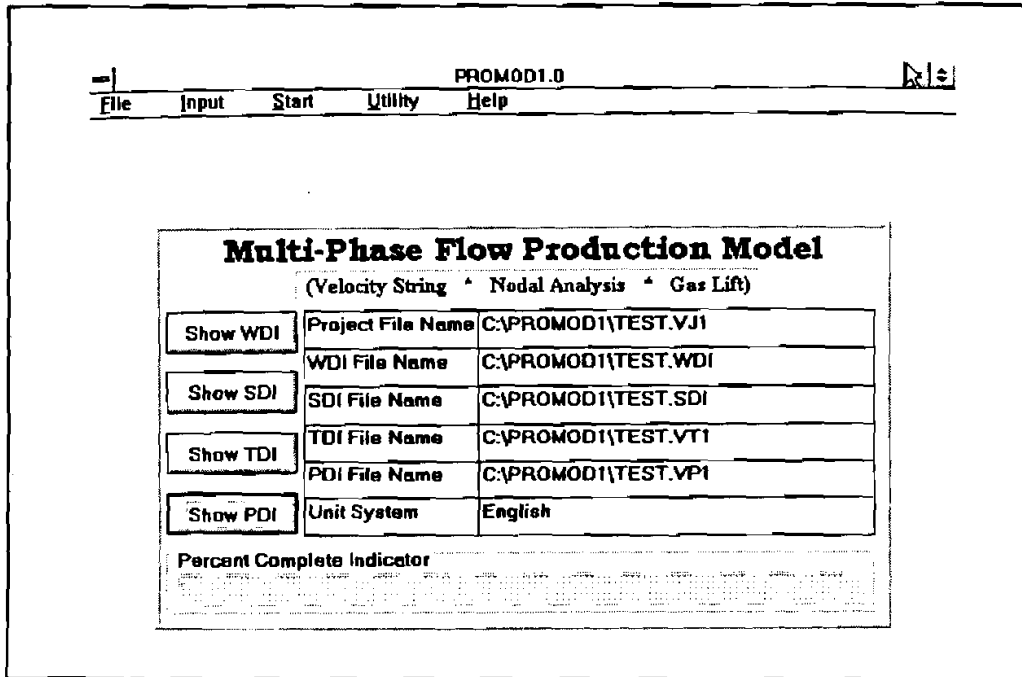 PROMOD1.0
File Input Start Utility Help
Multi-Phase Flow Production Model
(Velocity String * Nodal Analysis * Gas Lift)
Show WDI
Show SDI
Show TDI
Show PDI
Project File Name C:\PROMOD1\TEST.VJ1
WDI File Name C:\PROMOD1\TEST.WDI
SDI File Name C:\PROMOD1\TEST.SDI
TDI File Name C:\PROMOD1\TEST.VT1
PDI File Name C:\PROMOD1\TEST.VP1
Unit System English
Percent Complete Indicator